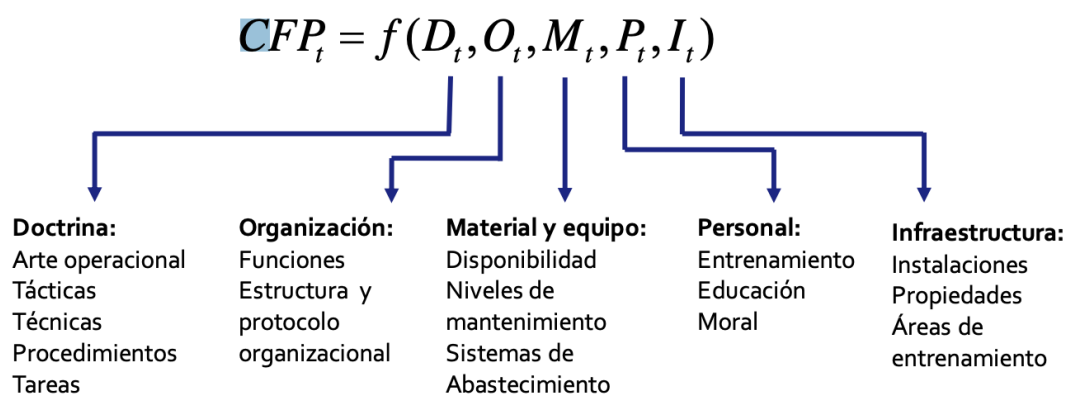 CFPₜ = f(Dₜ,Oₜ,Mₜ,Pₜ,Iₜ)
Doctrina:
Arte operacional
Tácticas
Técnicas
Procedimientos
Tareas
Organización:
Funciones
Estructura y
protocolo
organizacional
Material y equipo:
Disponibilidad
Niveles de
mantenimiento
Sistemas de
Abastecimiento
Personal:
Entrenamiento
Educación
Moral
Infraestructura:
Instalaciones
Propiedades
Áreas de
entrenamiento